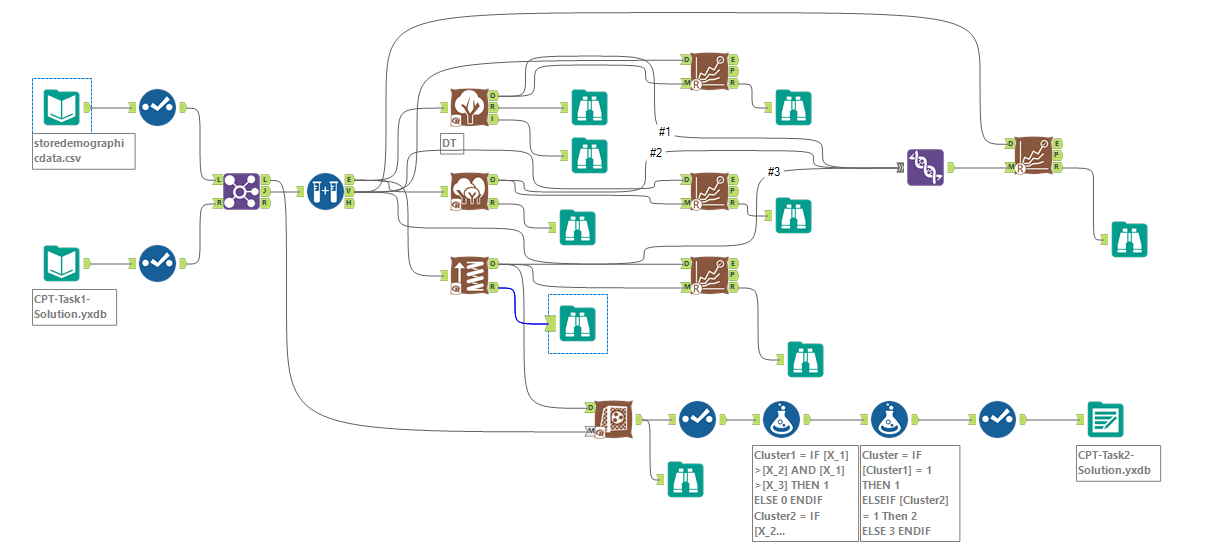 storedemographi
cdata.csv
CPT-Task1-
Solution.yxdb
L
R
L
J
R
E
V
H
O
R
I
DT
O
R
O
R
D
M
R
E
P
R
D
M
R
E
P
R
D
M
R
E
P
R
#1
#2
#3
D
M
R
E
P
R
D
M
Cluster1 = IF [X_1]
>[X_2] AND [X_1]
>[X_3] THEN 1
ELSE 0 ENDIF
Cluster2 = IF
[X_2...
Cluster = IF
[Cluster1] = 1
THEN 1
ELSEIF [Cluster2]
= 1 Then 2
ELSE 3 ENDIF
CPT-Task2-
Solution.yxdb